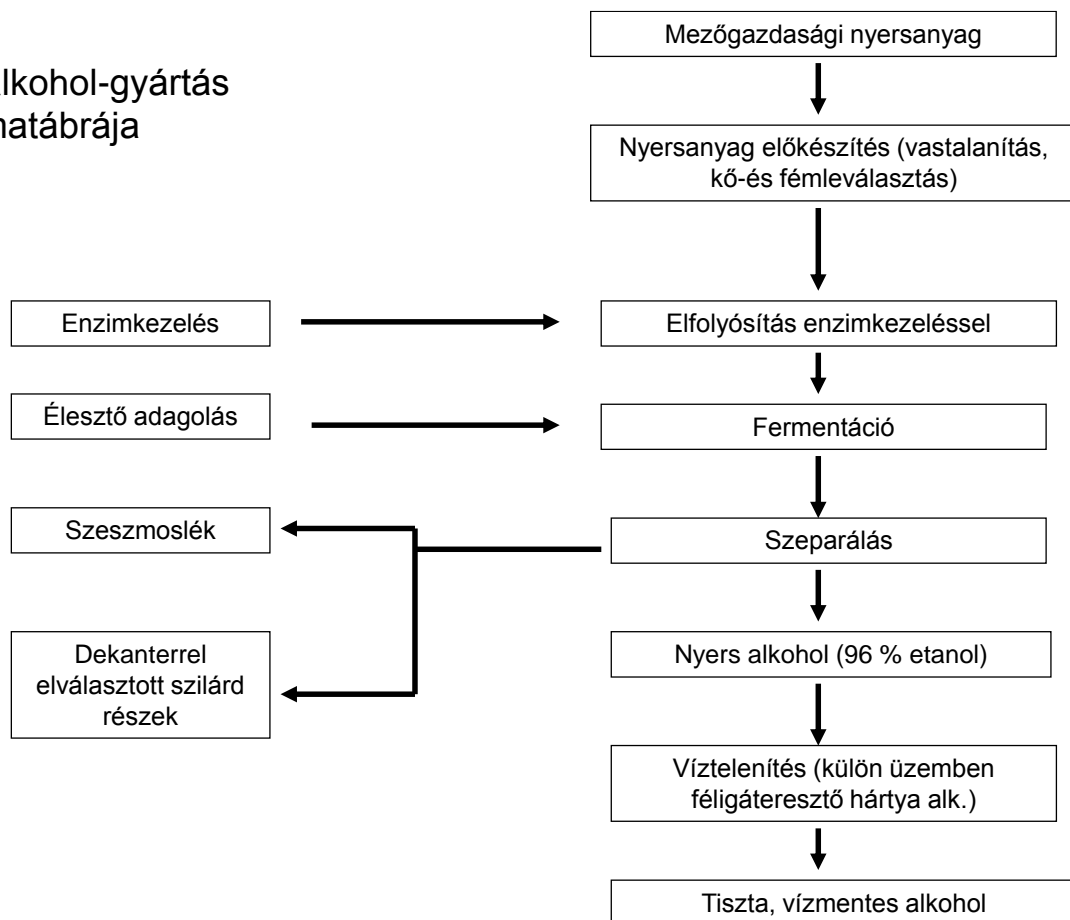 lkohol-gyártás
natábrája
Mezőgazdasági nyersanyag
Nyersanyag előkészítés (vastalanítás,
kő-és fémleválasztás)
Enzimkezelés
Elfolyósítás enzimkezeléssel
Élesztő adagolás
Fermentáció
Szeszmoslék
Szeparálás
Dekanterrel
elválasztott szilárd
részek
Nyers alkohol (96 % etanol)
Víztelenítés (külön üzemben
féligáteresztő hártya alk.)
Tiszta, vízmentes alkohol